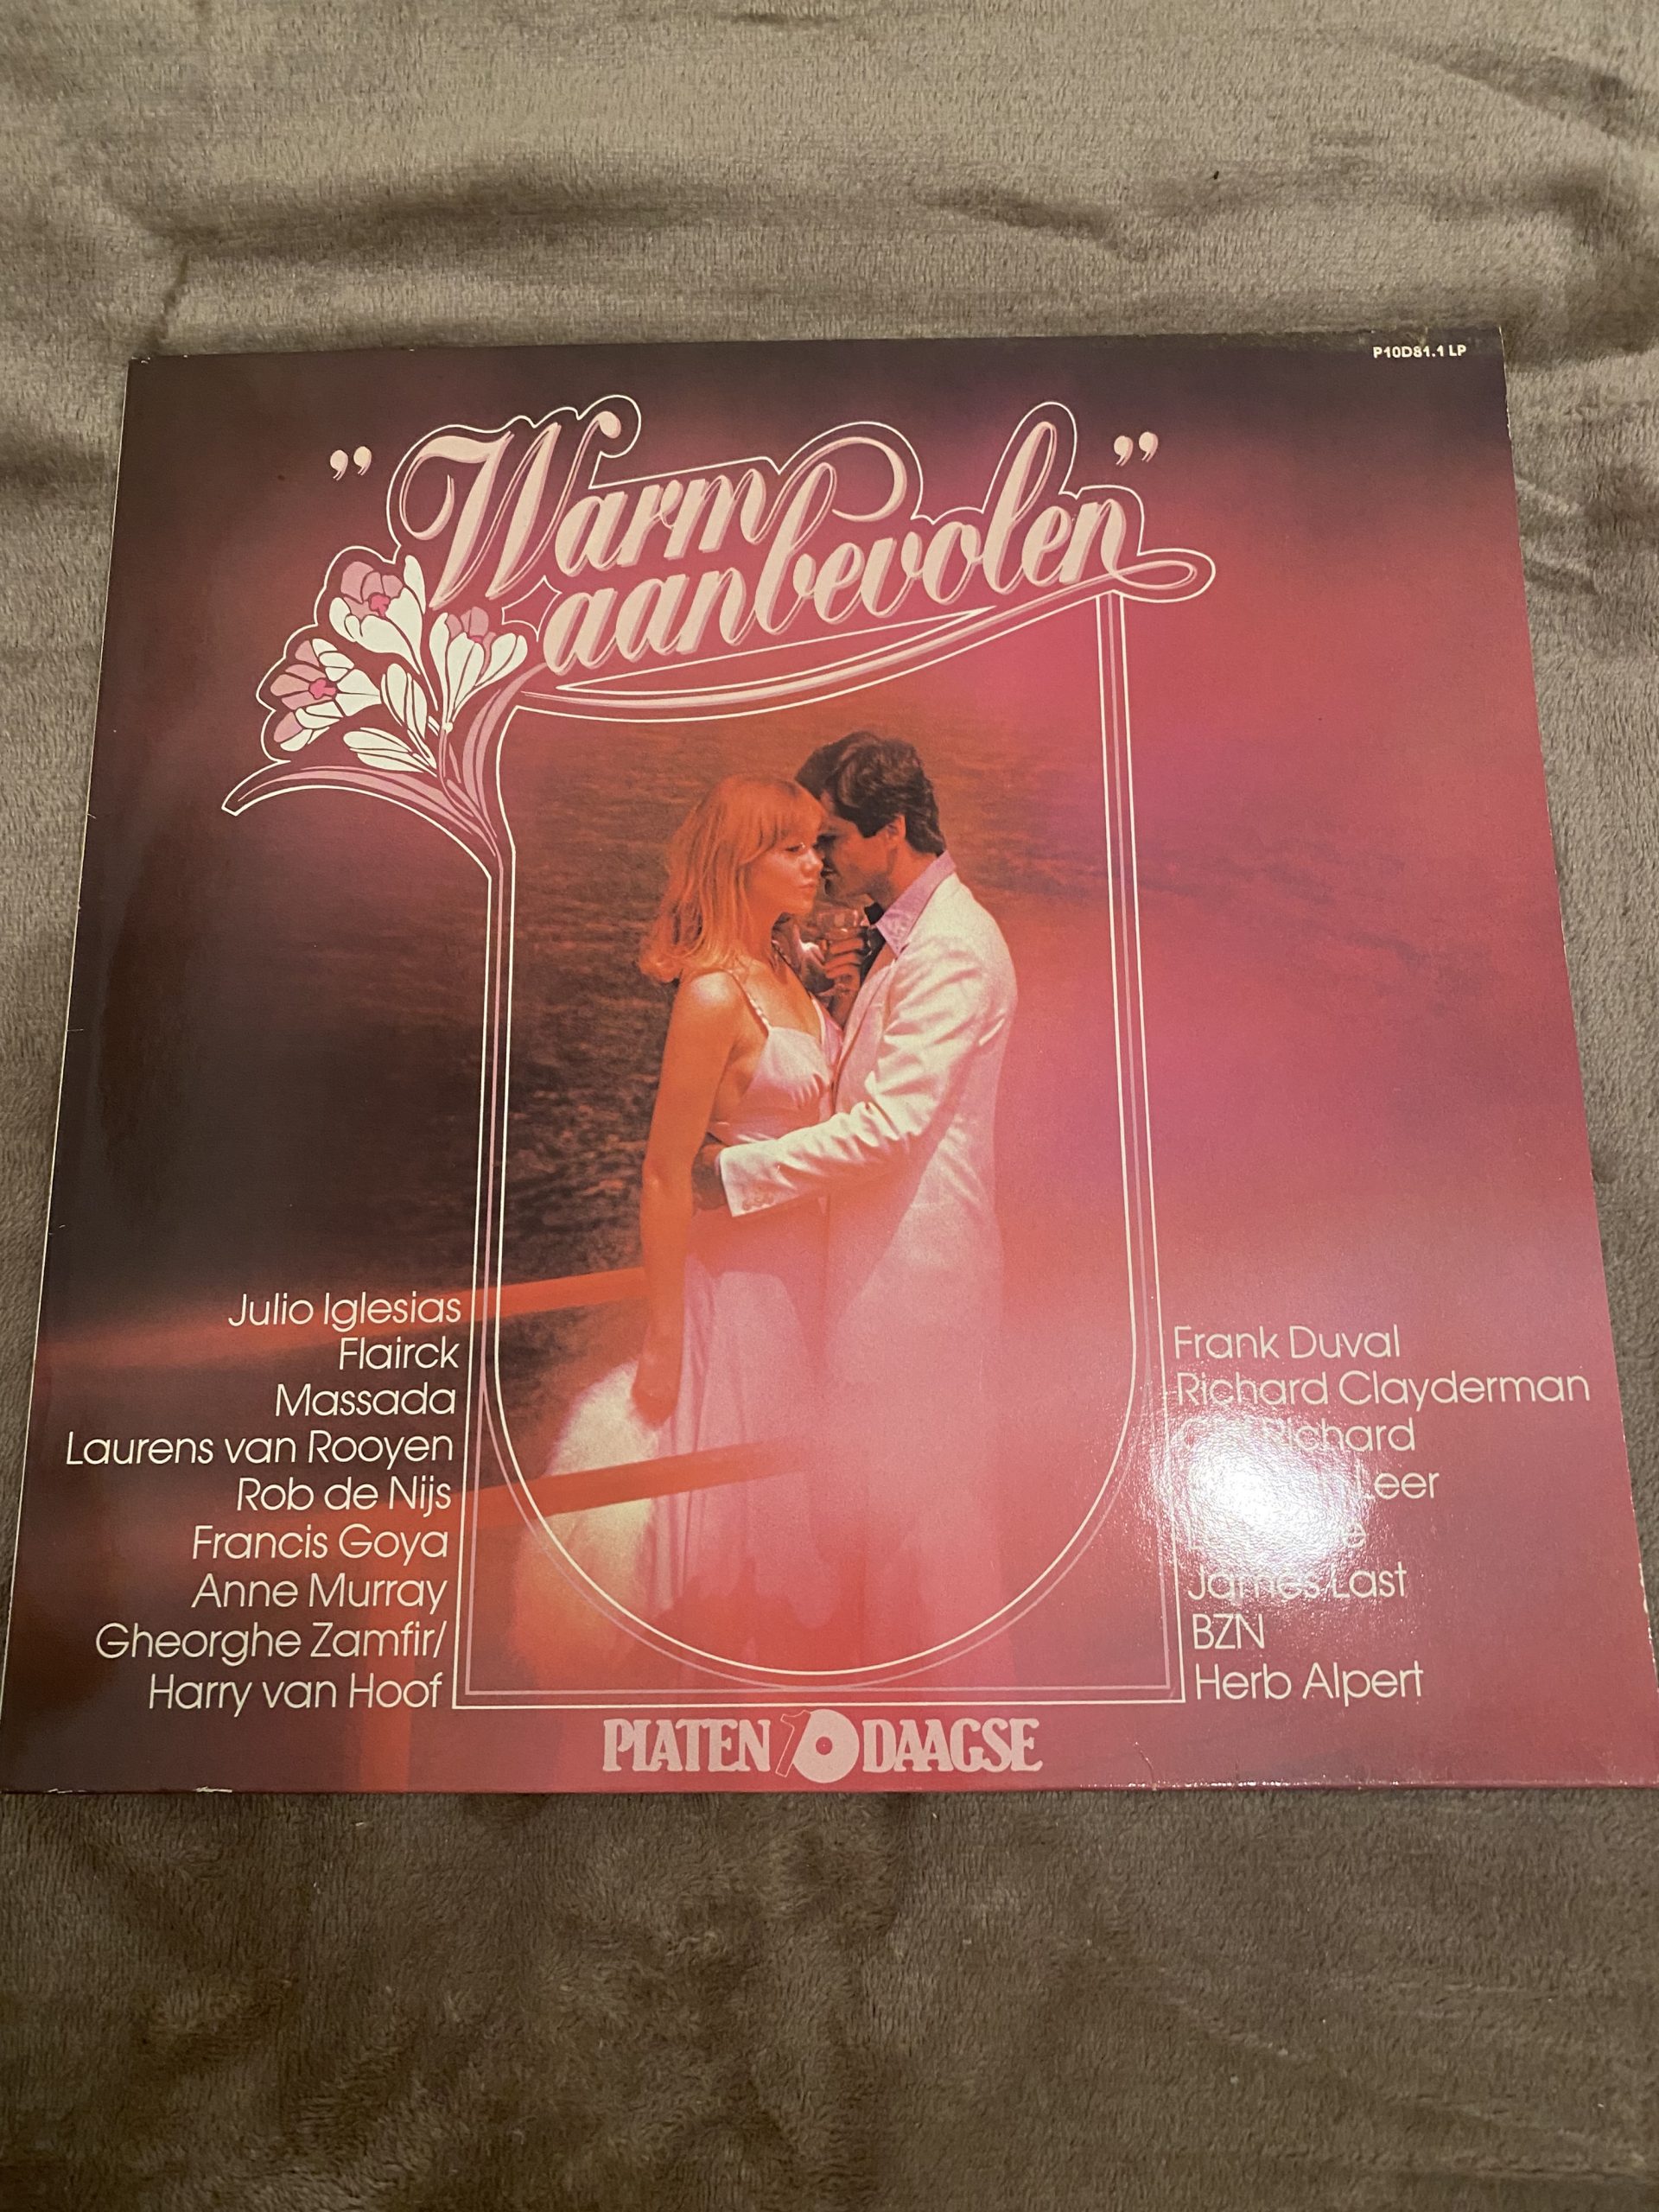 P10D81.1 LP
”Warm
aanbevolen”
Julio Iglesias
Flairck
Massada
Laurens van Rooyen
Rob de Nijs
Francis Goya
Anne Murray
Gheorghe Zamfir/
Harry van Hoof
Frank Duval
Richard Clayderman
Richard
James Last
BZN
Herb Alpert
PLATEN 10 DAAGSE